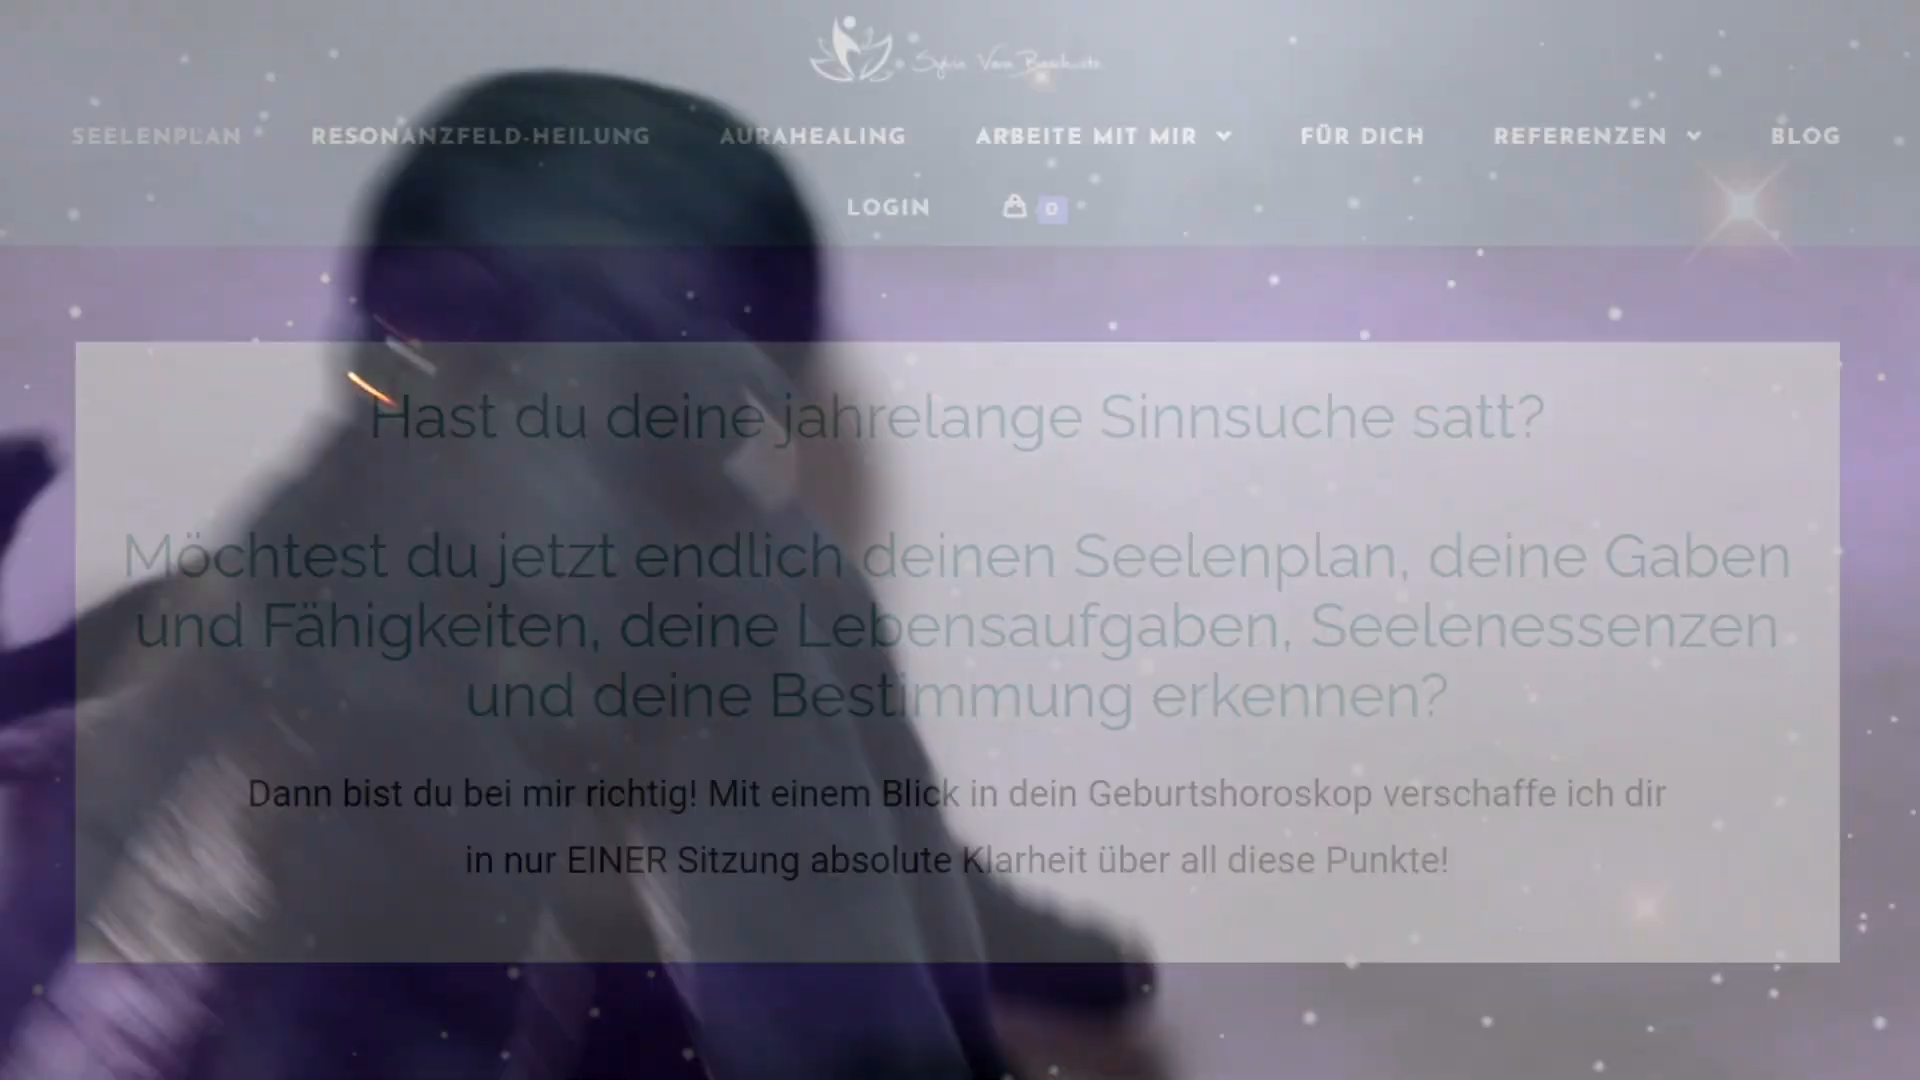 SEELENPLAN RESONANZFELD-HEILUNG AURAHEALING ARBEITE MIT MIR FÜR DICH REFERENZEN BLOG
LOGIN 0
Hast du deine jahrelange Sinnsuche satt?
Möchtest du jetzt endlich deinen Seelenplan, deine Gaben
und Fähigkeiten, deine Lebensaufgaben, Seelenessenzen
und deine Bestimmung erkennen?
Dann bist du bei mir richtig! Mit einem Blick in dein Geburtshoroskop verschaffe ich dir
in nur EINER Sitzung absolute Klarheit über all diese Punkte!